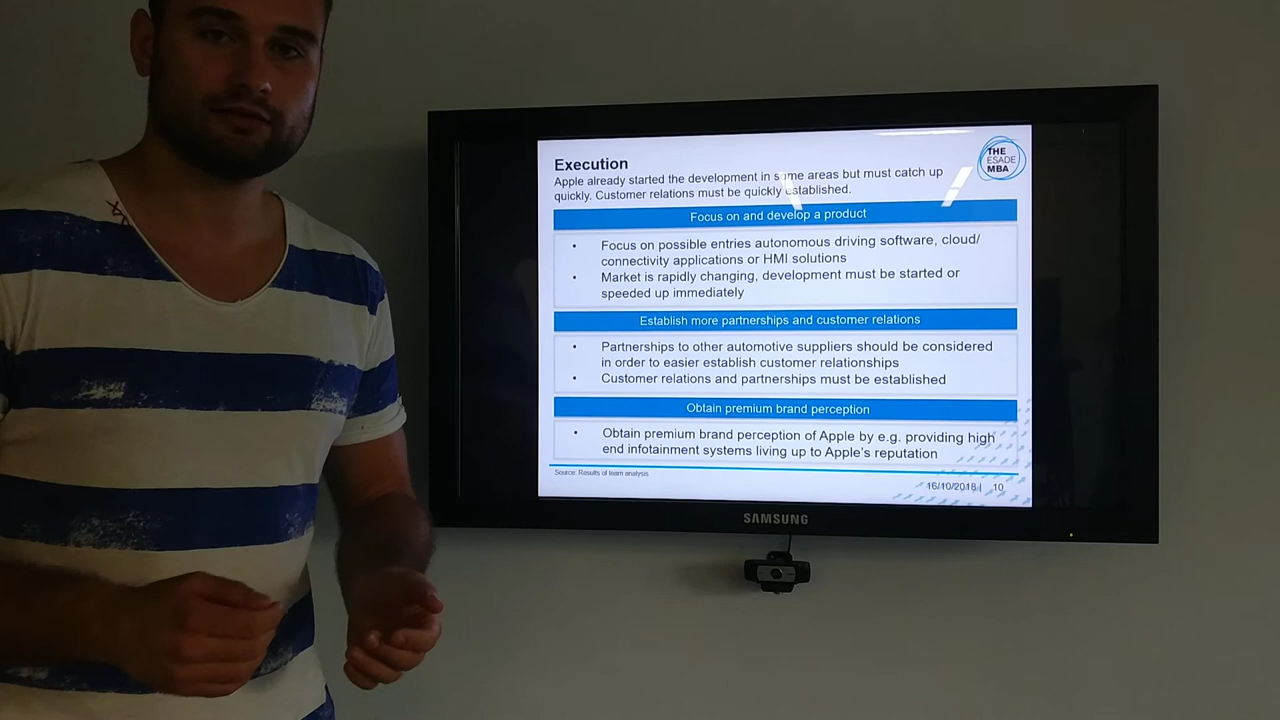 Execution
Apple already started the development in some areas but must catch up
quickly. Customer relations must be quickly established.
THE
ESADE
MBA
Focus on and develop a product
• Focus on possible entries autonomous driving software, cloud/
connectivity applications or HMI solutions
• Market is rapidly changing, development must be started or
speeded up immediately
Establish more partnerships and customer relations
• Partnerships to other automotive suppliers should be considered
in order to easier establish customer relationships
• Customer relations and partnerships must be established
Obtain premium brand perception
• Obtain premium brand perception of Apple by e.g. providing high
end infotainment systems living up to Apple's reputation
Source: Results of team analysis
16/10/2018 | 10
SAMSUNG